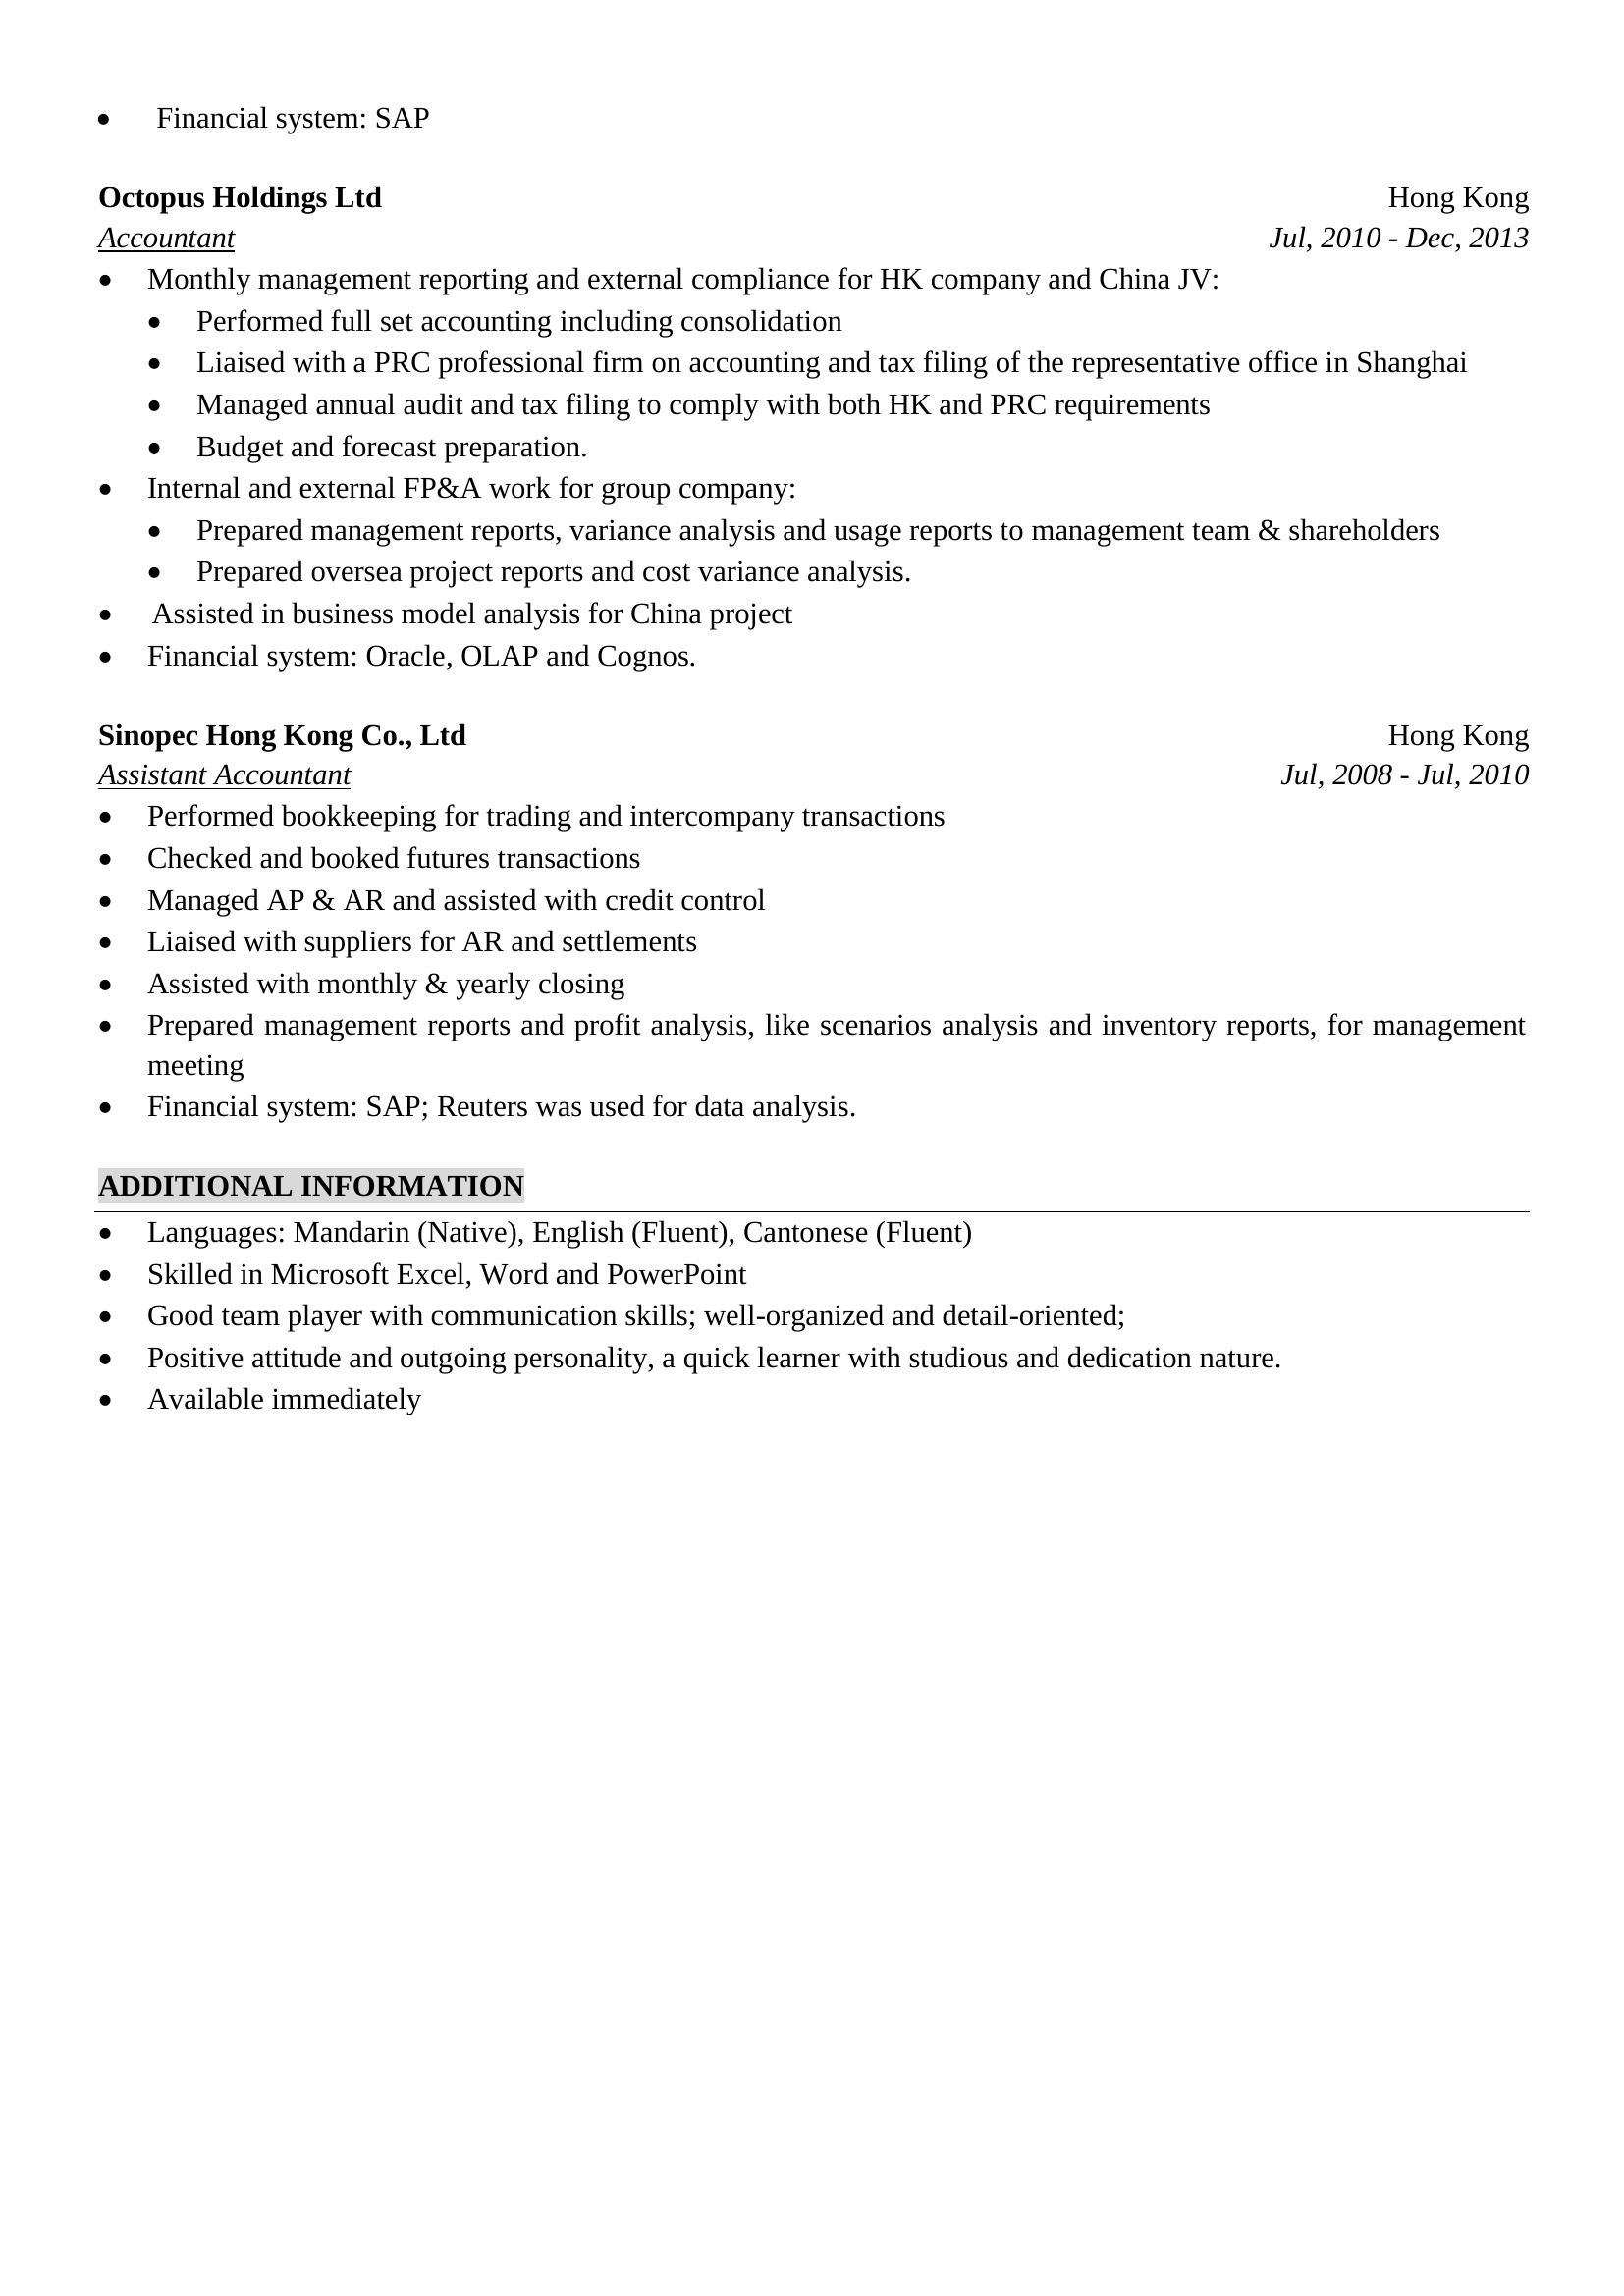 • Financial system: SAP
Octopus Holdings Ltd Hong Kong
Accountant Jul, 2010 - Dec, 2013
• Monthly management reporting and external compliance for HK company and China JV:
• Performed full set accounting including consolidation
• Liaised with a PRC professional firm on accounting and tax filing of the representative office in Shanghai
• Managed annual audit and tax filing to comply with both HK and PRC requirements
• Budget and forecast preparation.
• Internal and external FP&A work for group company:
• Prepared management reports, variance analysis and usage reports to management team & shareholders
• Prepared oversea project reports and cost variance analysis.
• Assisted in business model analysis for China project
• Financial system: Oracle, OLAP and Cognos.
Sinopec Hong Kong Co., Ltd Hong Kong
Assistant Accountant Jul, 2008 - Jul, 2010
• Performed bookkeeping for trading and intercompany transactions
• Checked and booked futures transactions
• Managed AP & AR and assisted with credit control
• Liaised with suppliers for AR and settlements
• Assisted with monthly & yearly closing
• Prepared management reports and profit analysis, like scenarios analysis and inventory reports, for management
meeting
• Financial system: SAP; Reuters was used for data analysis.
ADDITIONAL INFORMATION
• Languages: Mandarin (Native), English (Fluent), Cantonese (Fluent)
• Skilled in Microsoft Excel, Word and PowerPoint
• Good team player with communication skills; well-organized and detail-oriented;
• Positive attitude and outgoing personality, a quick learner with studious and dedication nature.
• Available immediately